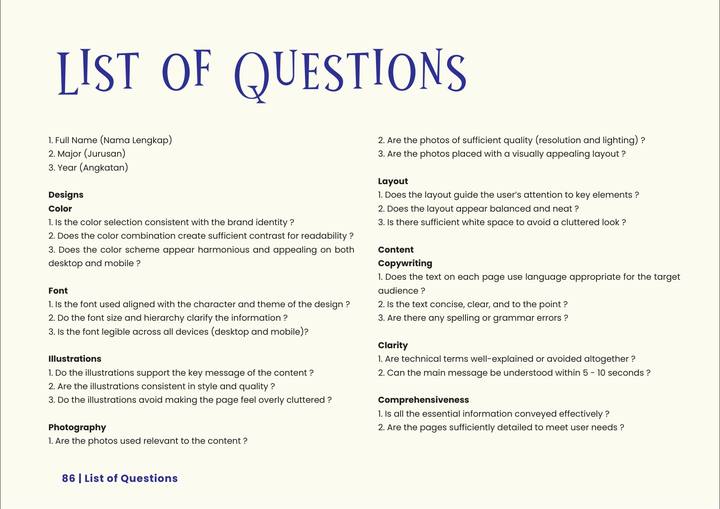 LIST OF QUESTIONS
1. Full Name (Nama Lengkap)
2. Major (Jurusan)
3. Year (Angkatan)
Designs
Color
1. Is the color selection consistent with the brand identity ?
2. Does the color combination create sufficient contrast for readability ?
3. Does the color scheme appear harmonious and appealing on both
desktop and mobile ?
Font
1. Is the font used aligned with the character and theme of the design ?
2. Do the font size and hierarchy clarify the information ?
3. Is the font legible across all devices (desktop and mobile)?
Illustrations
1. Do the illustrations support the key message of the content ?
2. Are the illustrations consistent in style and quality ?
3. Do the illustrations avoid making the page feel overly cluttered ?
Photography
1. Are the photos used relevant to the content ?
2. Are the photos of sufficient quality (resolution and lighting) ?
3. Are the photos placed with a visually appealing layout ?
Layout
1. Does the layout guide the user's attention to key elements ?
2. Does the layout appear balanced and neat ?
3. Is there sufficient white space to avoid a cluttered look ?
Content
Copywriting
1. Does the text on each page use language appropriate for the target
audience ?
2. Is the text concise, clear, and to the point ?
3. Are there any spelling or grammar errors ?
Clarity
1. Are technical terms well-explained or avoided altogether ?
2. Can the main message be understood within 5 - 10 seconds ?
Comprehensiveness
1. Is all the essential information conveyed effectively ?
2. Are the pages sufficiently detailed to meet user needs ?
86 | List of Questions